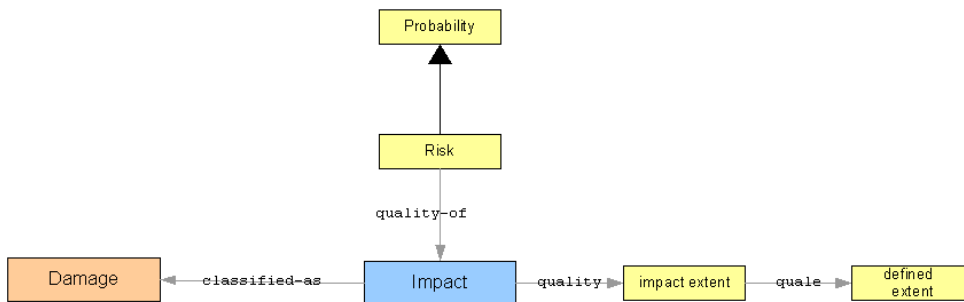 Probability
Risk
quality-of
Damage
classified-as
Impact
quality
impact extent
quale
defined
extent